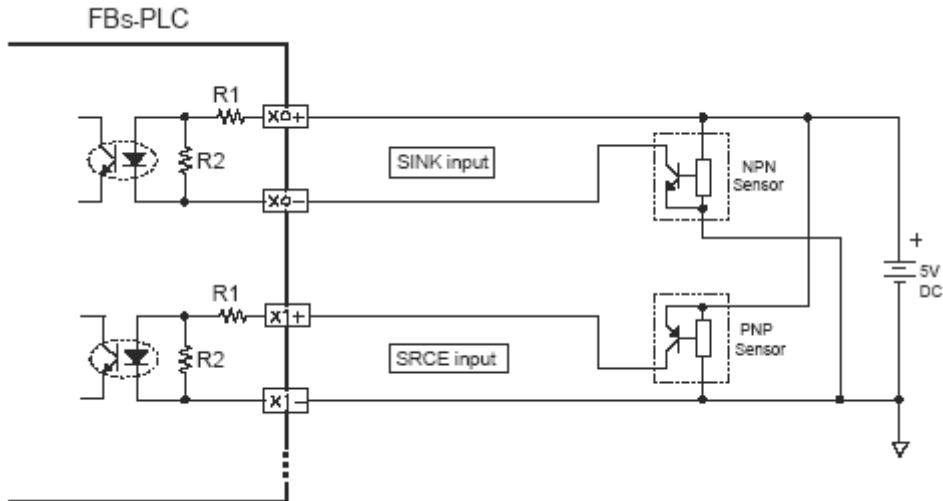 FBs-PLC
R1
X0+
R2
SINK input
NPN
Sensor
X0–
+
5V
DC
R1
X1+
R2
SRCE input
PNP
Sensor
X1–